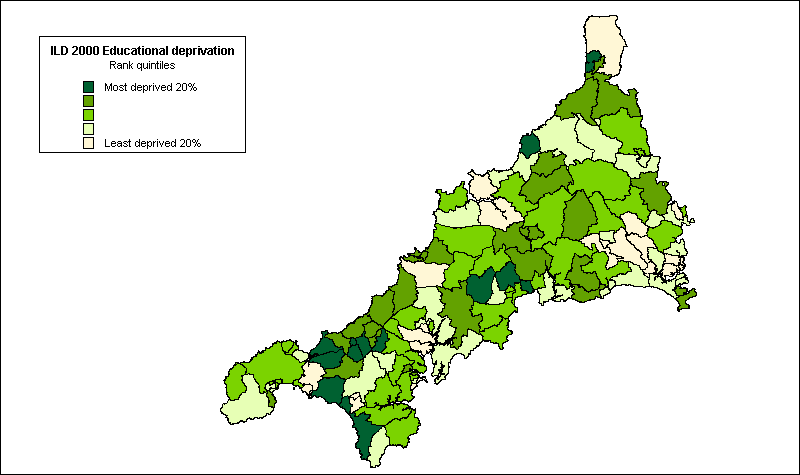 ILD 2000 Educational deprivation
Rank quintiles
Most deprived 20%
Least deprived 20%